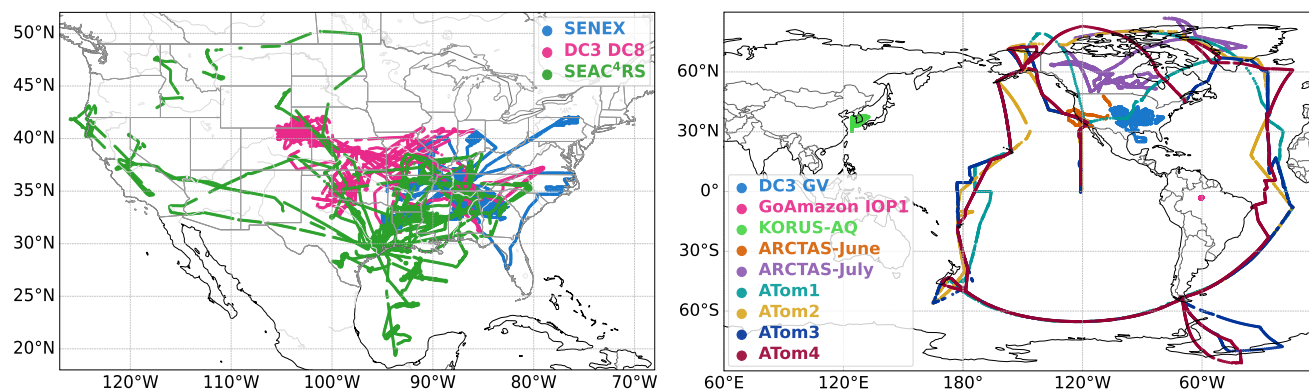 50°N
45°N
40°N
35°N
30°N
25°N
20°N
120°W 110°W 100°W 90°W 80°W 70°W
SENEX
DC3 DC8
SEAC⁴RS
60°N
30°N
0°
30°S
60°S
60°E 120°E 180° 120°W 60°W 0°
DC3 GV
GoAmazon IOP1
KORUS-AQ
ARCTAS-June
ARCTAS-July
ATom1
ATom2
ATom3
ATom4